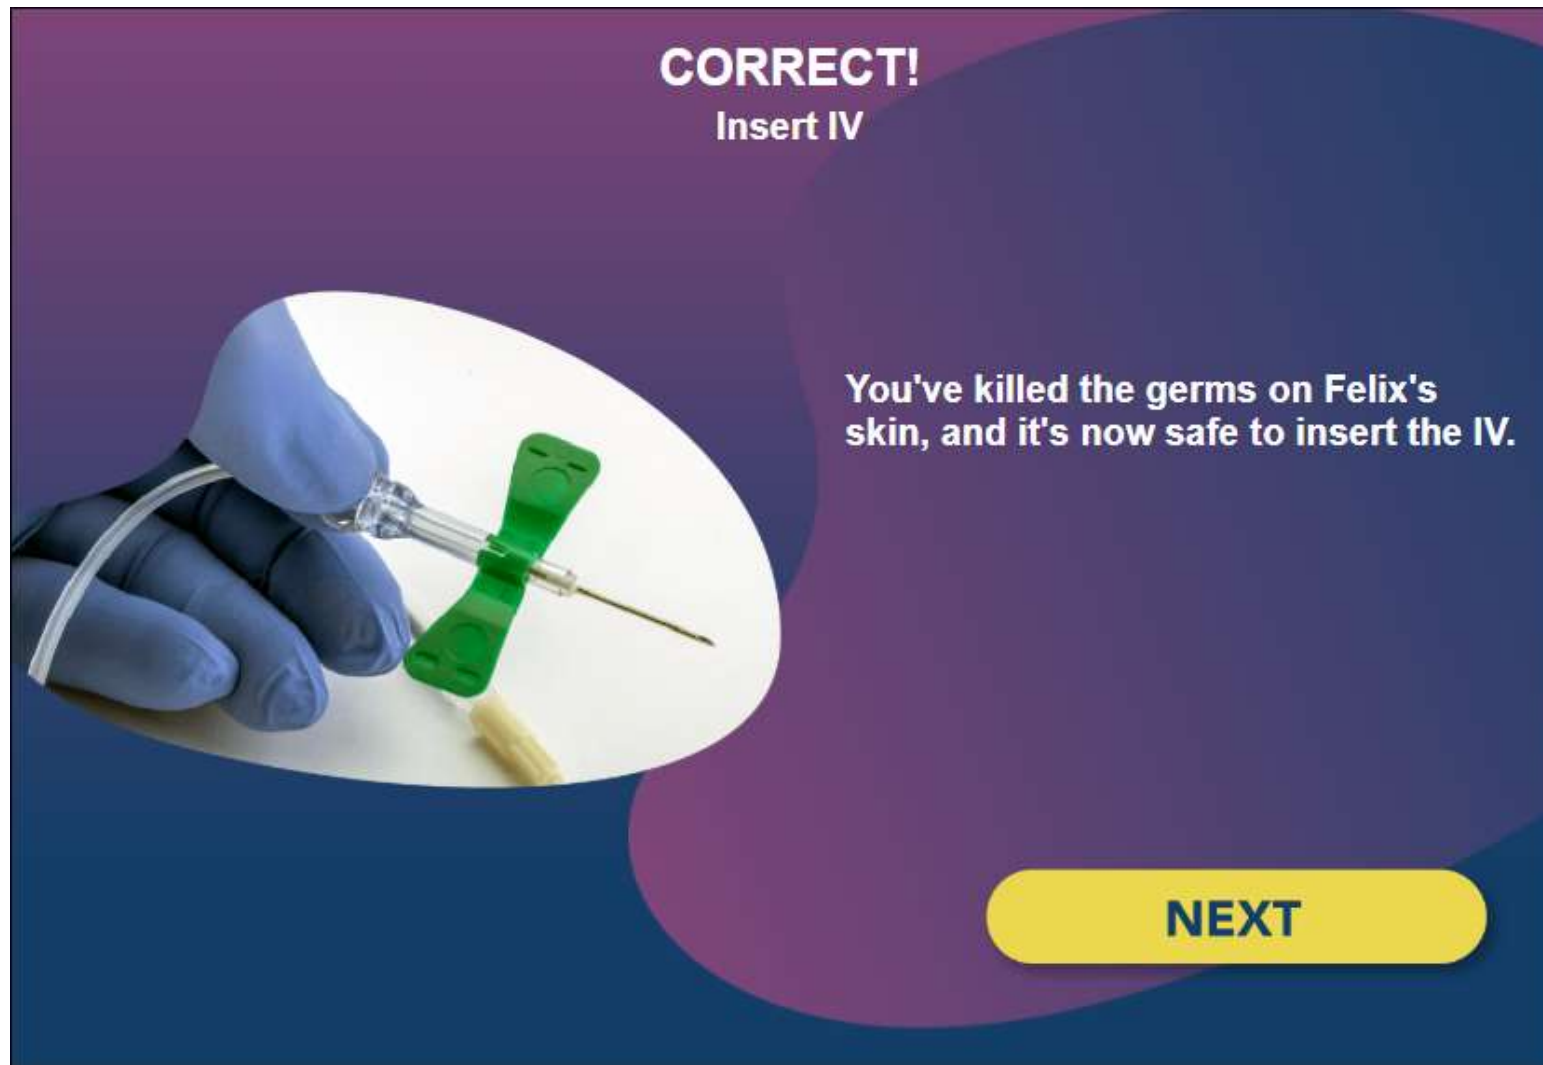 CORRECT!
Insert IV
You've killed the germs on Felix's
skin, and it's now safe to insert the IV.
NEXT